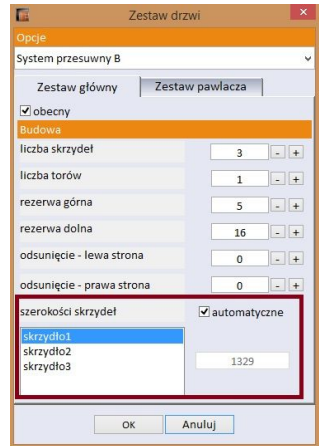 Zestaw drzwi
Opcje
System przesuwny B
Zestaw główny Zestaw pawlacza
obecny
Budowa
liczba skrzydeł 3 - +
liczba torów 1 - +
rezerwa górna 5 - +
rezerwa dolna 16 - +
odsunięcie - lewa strona 0 - +
odsunięcie - prawa strona 0 - +
szerokości skrzydeł automatyczne
skrzydło1
skrzydło2
skrzydło3
1329
OK Anuluj